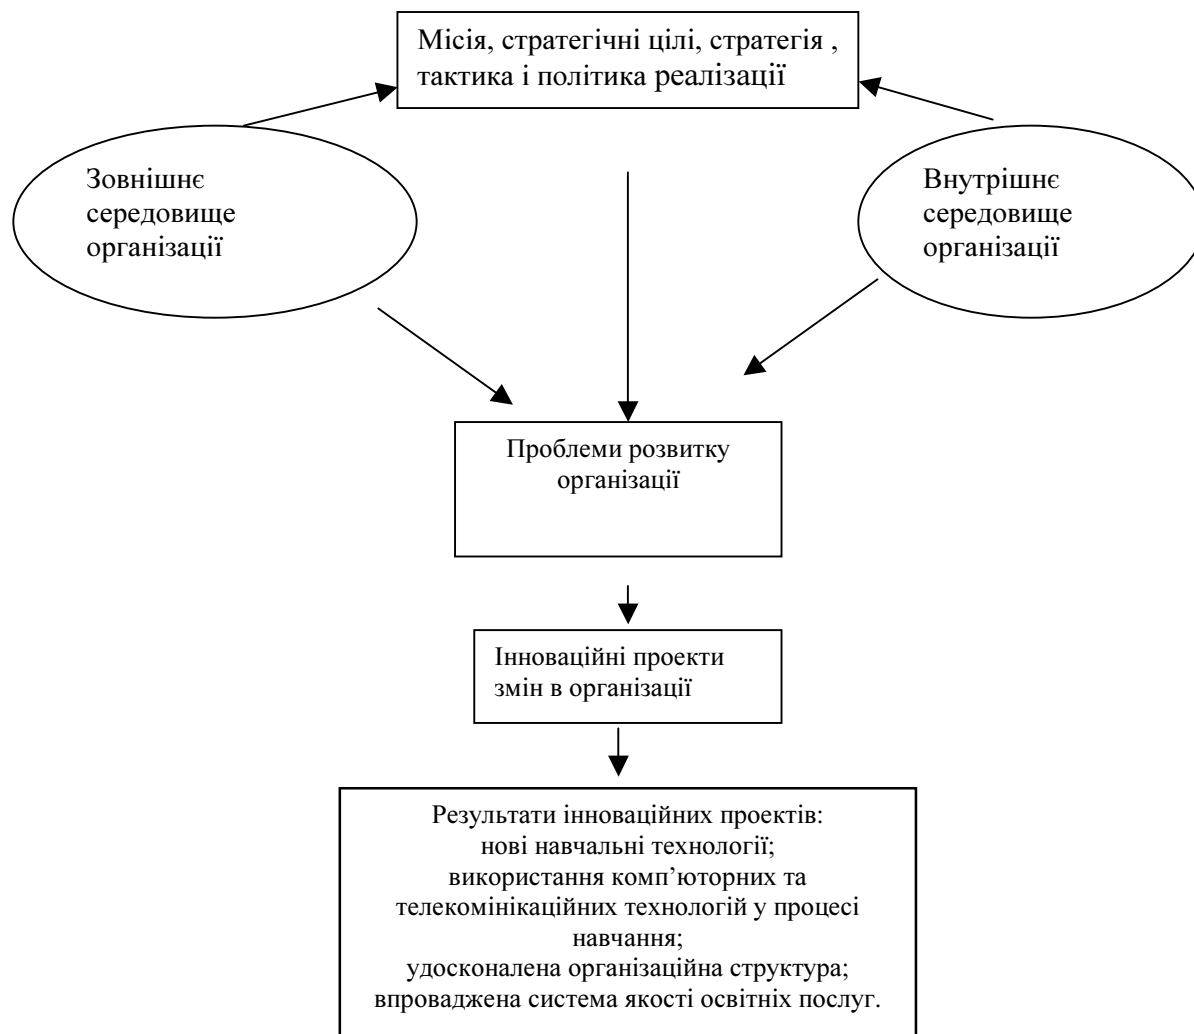 Місія, стратегічні цілі, стратегія ,
тактика і політика реалізації
Зовнішнє
середовище
організації
Внутрішнє
середовище
організації
Проблеми розвитку
організації
Інноваційні проекти
змін в організації
Результати інноваційних проектів:
нові навчальні технології;
використання комп’юторних та
телекомінікаційних технологій у процесі
навчання;
удосконалена організаційна структура;
впроваджена система якості освітніх послуг.